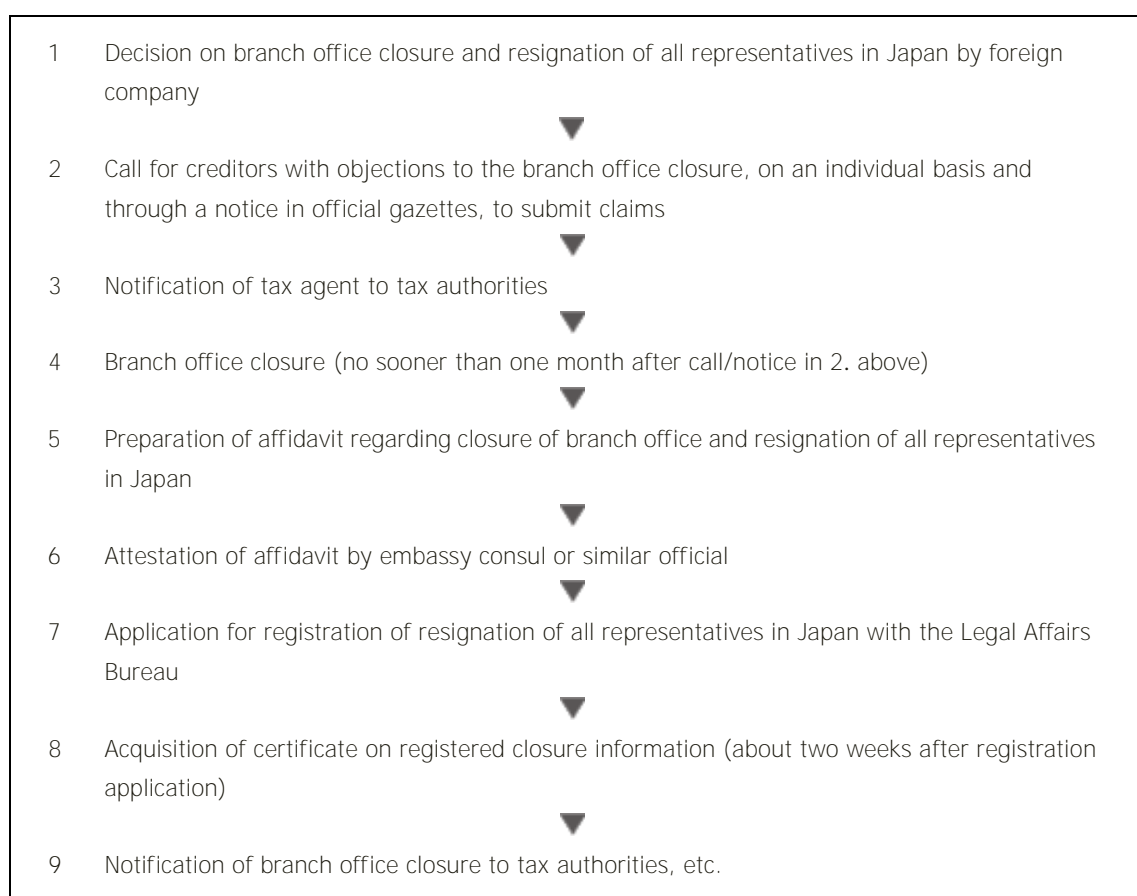 1 Decision on branch office closure and resignation of all representatives in Japan by foreign
company
2 Call for creditors with objections to the branch office closure, on an individual basis and
through a notice in official gazettes, to submit claims
3 Notification of tax agent to tax authorities
4 Branch office closure (no sooner than one month after call/notice in 2. above)
5 Preparation of affidavit regarding closure of branch office and resignation of all representatives
in Japan
6 Attestation of affidavit by embassy consul or similar official
7 Application for registration of resignation of all representatives in Japan with the Legal Affairs
Bureau
8 Acquisition of certificate on registered closure information (about two weeks after registration
application)
9 Notification of branch office closure to tax authorities, etc.